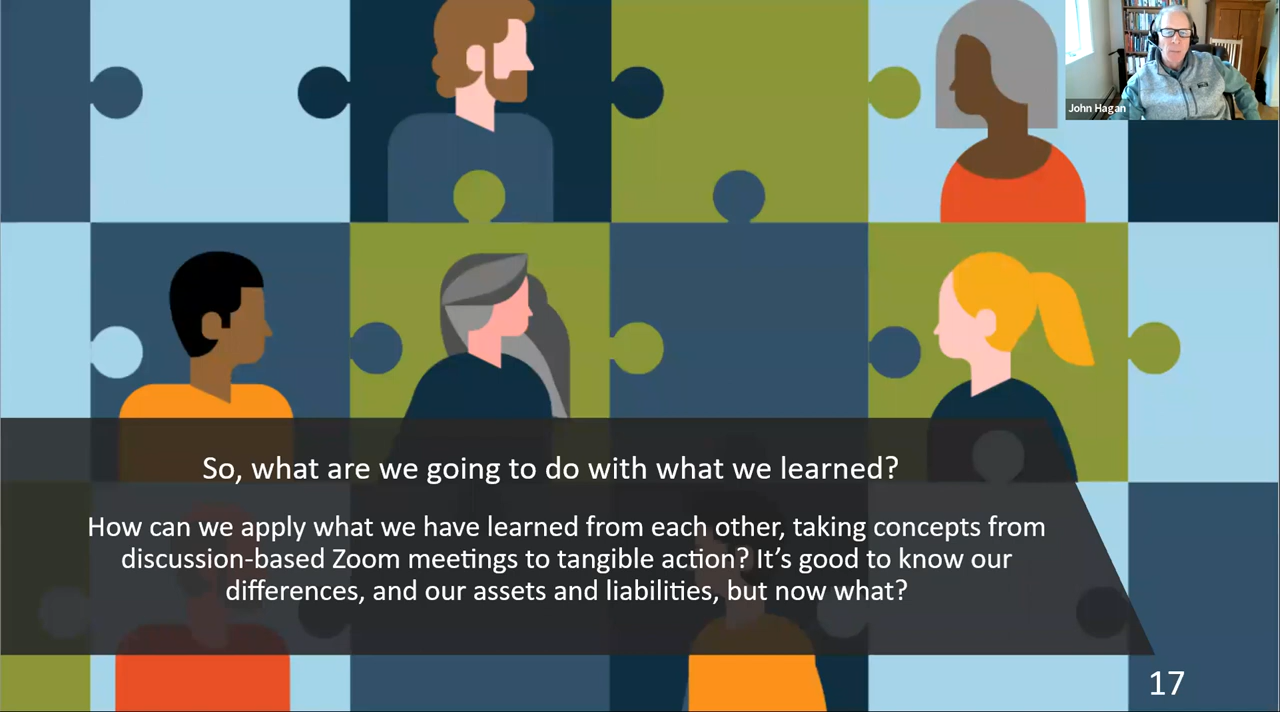 John Hagan
So, what are we going to do with what we learned?
How can we apply what we have learned from each other, taking concepts from
discussion-based Zoom meetings to tangible action? It’s good to know our
differences, and our assets and liabilities, but now what?
17